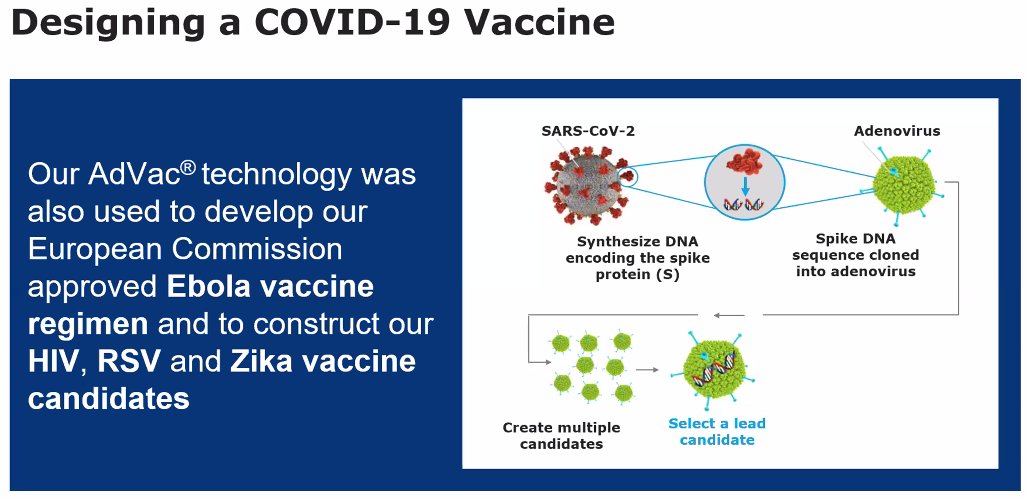 Designing a COVID-19 Vaccine
Our AdVac® technology was
also used to develop our
European Commission
approved Ebola vaccine
regimen and to construct our
HIV, RSV and Zika vaccine
candidates
SARS-CoV-2
Adenovirus
Synthesize DNA
encoding the spike
protein (S)
Spike DNA
sequence cloned
into adenovirus
Create multiple
candidates
Select a lead
candidate